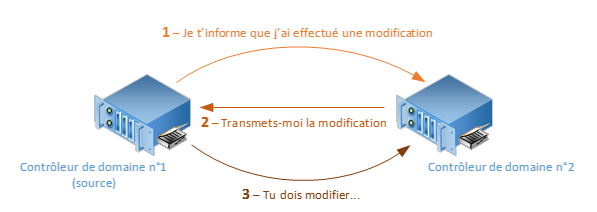 1 – Je t’informe que j’ai effectué une modification
2 – Transmets-moi la modification
Contrôleur de domaine n°1
(source)
Contrôleur de domaine n°2
3 – Tu dois modifier...